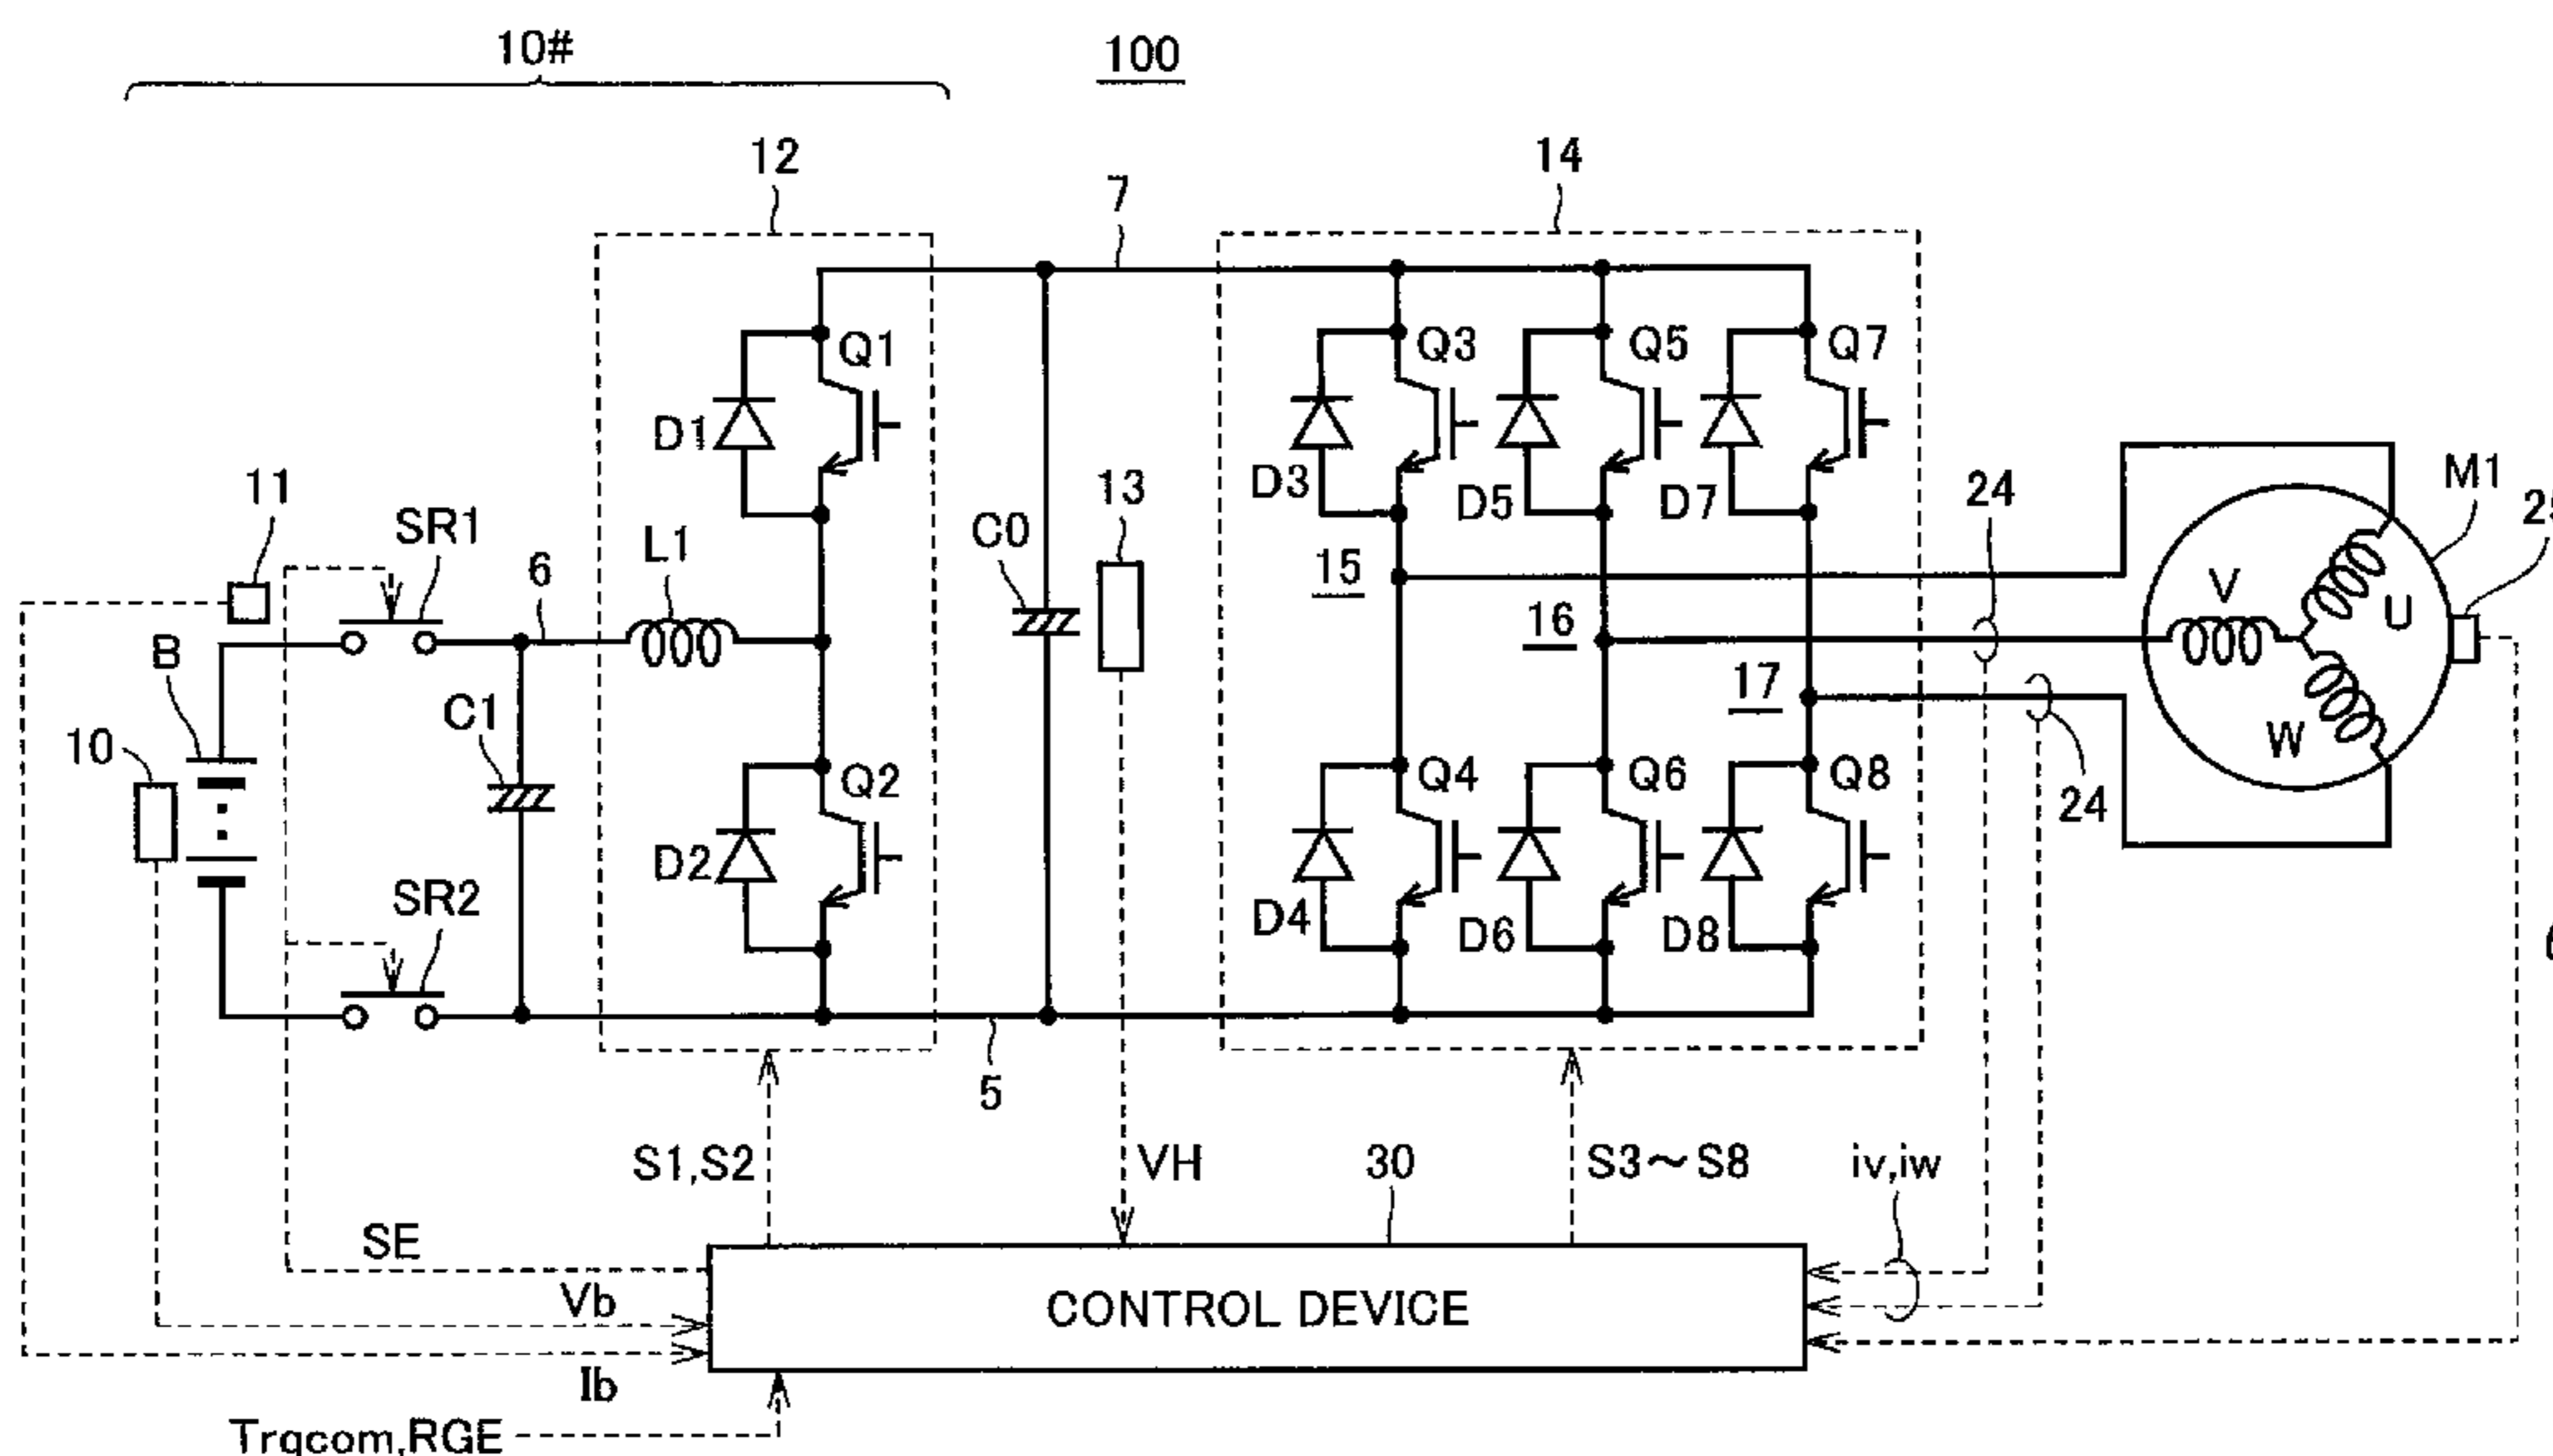 10#
100
12
14
7
Q1
Q3
Q5
Q7
D1
D3
D5
D7
11
SR1
6
L1
C0
13
24
M1
15
16
17
V
U
W
B
10
C1
Q2
Q4
Q6
Q8
24
D2
D4
D6
D8
SR2
5
S1,S2
VH
30
S3～S8
iv,iw
SE
Vb
CONTROL DEVICE
Ib
Trqcom,RGE